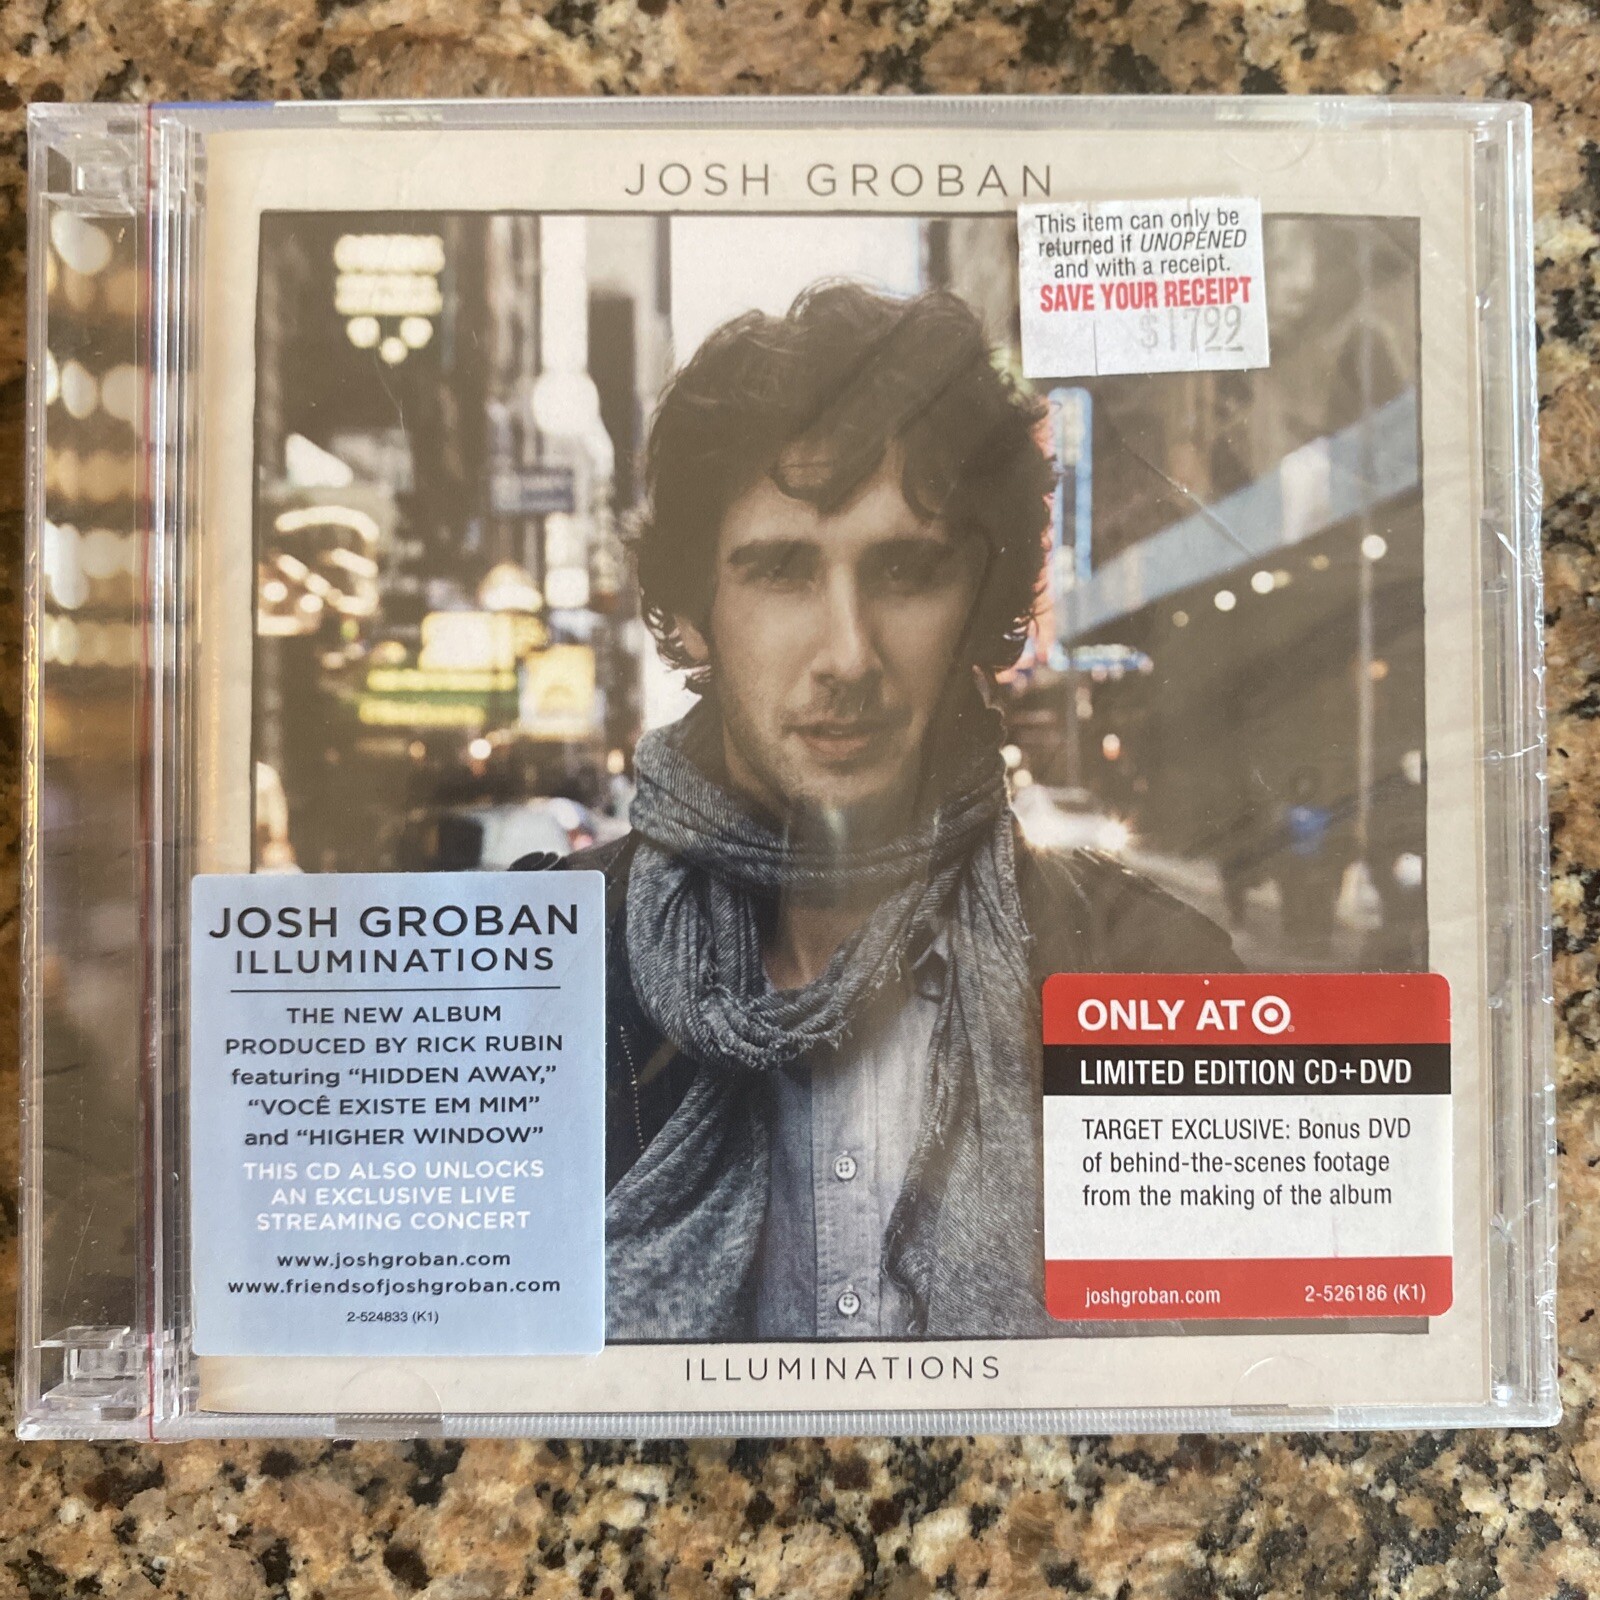 JOSH GROBAN
This item can only be
returned if UNOPENED
and with a receipt.
SAVE YOUR RECEIPT
$17.99
JOSH GROBAN
ILLUMINATIONS
THE NEW ALBUM
PRODUCED BY RICK RUBIN
featuring “HIDDEN AWAY,”
“VOCÊ EXISTE EM MIM”
and “HIGHER WINDOW”
THIS CD ALSO UNLOCKS
AN EXCLUSIVE LIVE
STREAMING CONCERT
www.joshgroban.com
www.friendsofjoshgroban.com
2-524833 (K1)
ONLY AT
LIMITED EDITION CD+DVD
TARGET EXCLUSIVE: Bonus DVD
of behind-the-scenes footage
from the making of the album
joshgroban.com 2-526186 (K1)
ILLUMINATIONS